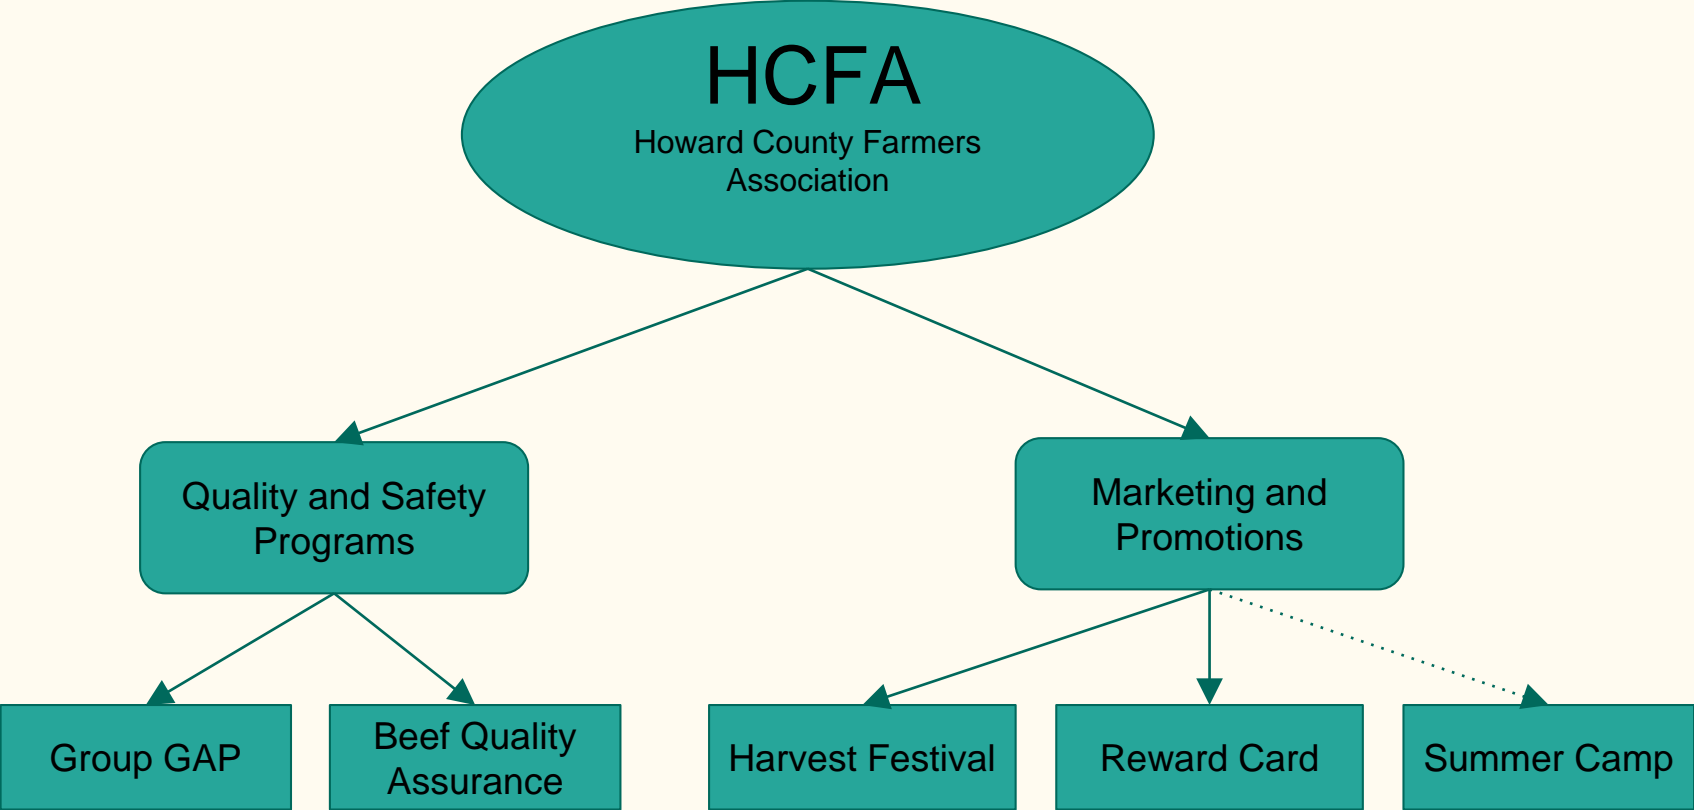 HCFA
Howard County Farmers
Association
Quality and Safety
Programs
Marketing and
Promotions
Group GAP
Beef Quality
Assurance
Harvest Festival
Reward Card
Summer Camp